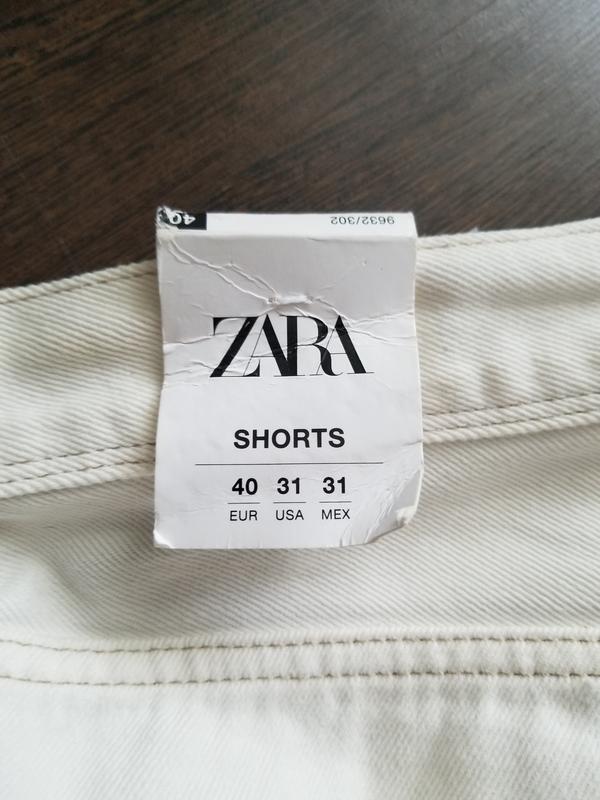 40 9632/302
ZARA
SHORTS
40 31 31
EUR USA MEX